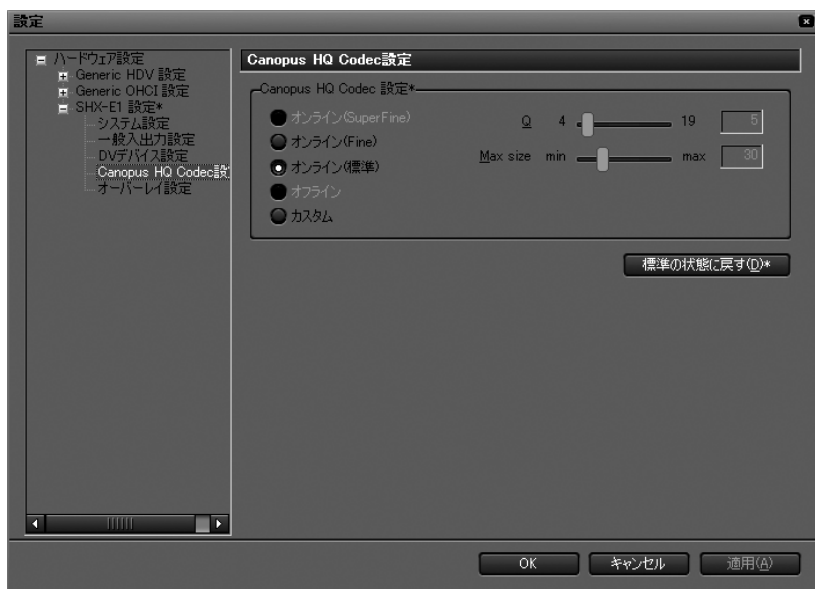 設定
ハードウェア設定
Generic HDV 設定
Generic OHCI 設定
SHX-E1 設定*
システム設定
一般入出力設定
DVデバイス設定
Canopus HQ Codec設
オーバーレイ設定
Canopus HQ Codec設定
Canopus HQ Codec 設定*
オンライン(SuperFine)
オンライン(Fine)
オンライン(標準)
オフライン
カスタム
Q 4 19 5
Max size min max 30
標準の状態に戻す(D)*
OK キャンセル 適用(A)